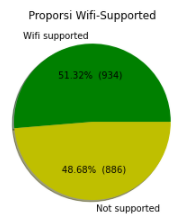 Proporsi Wifi-Supported
Wifi supported
51.32% (934)
48.68% (886)
Not supported